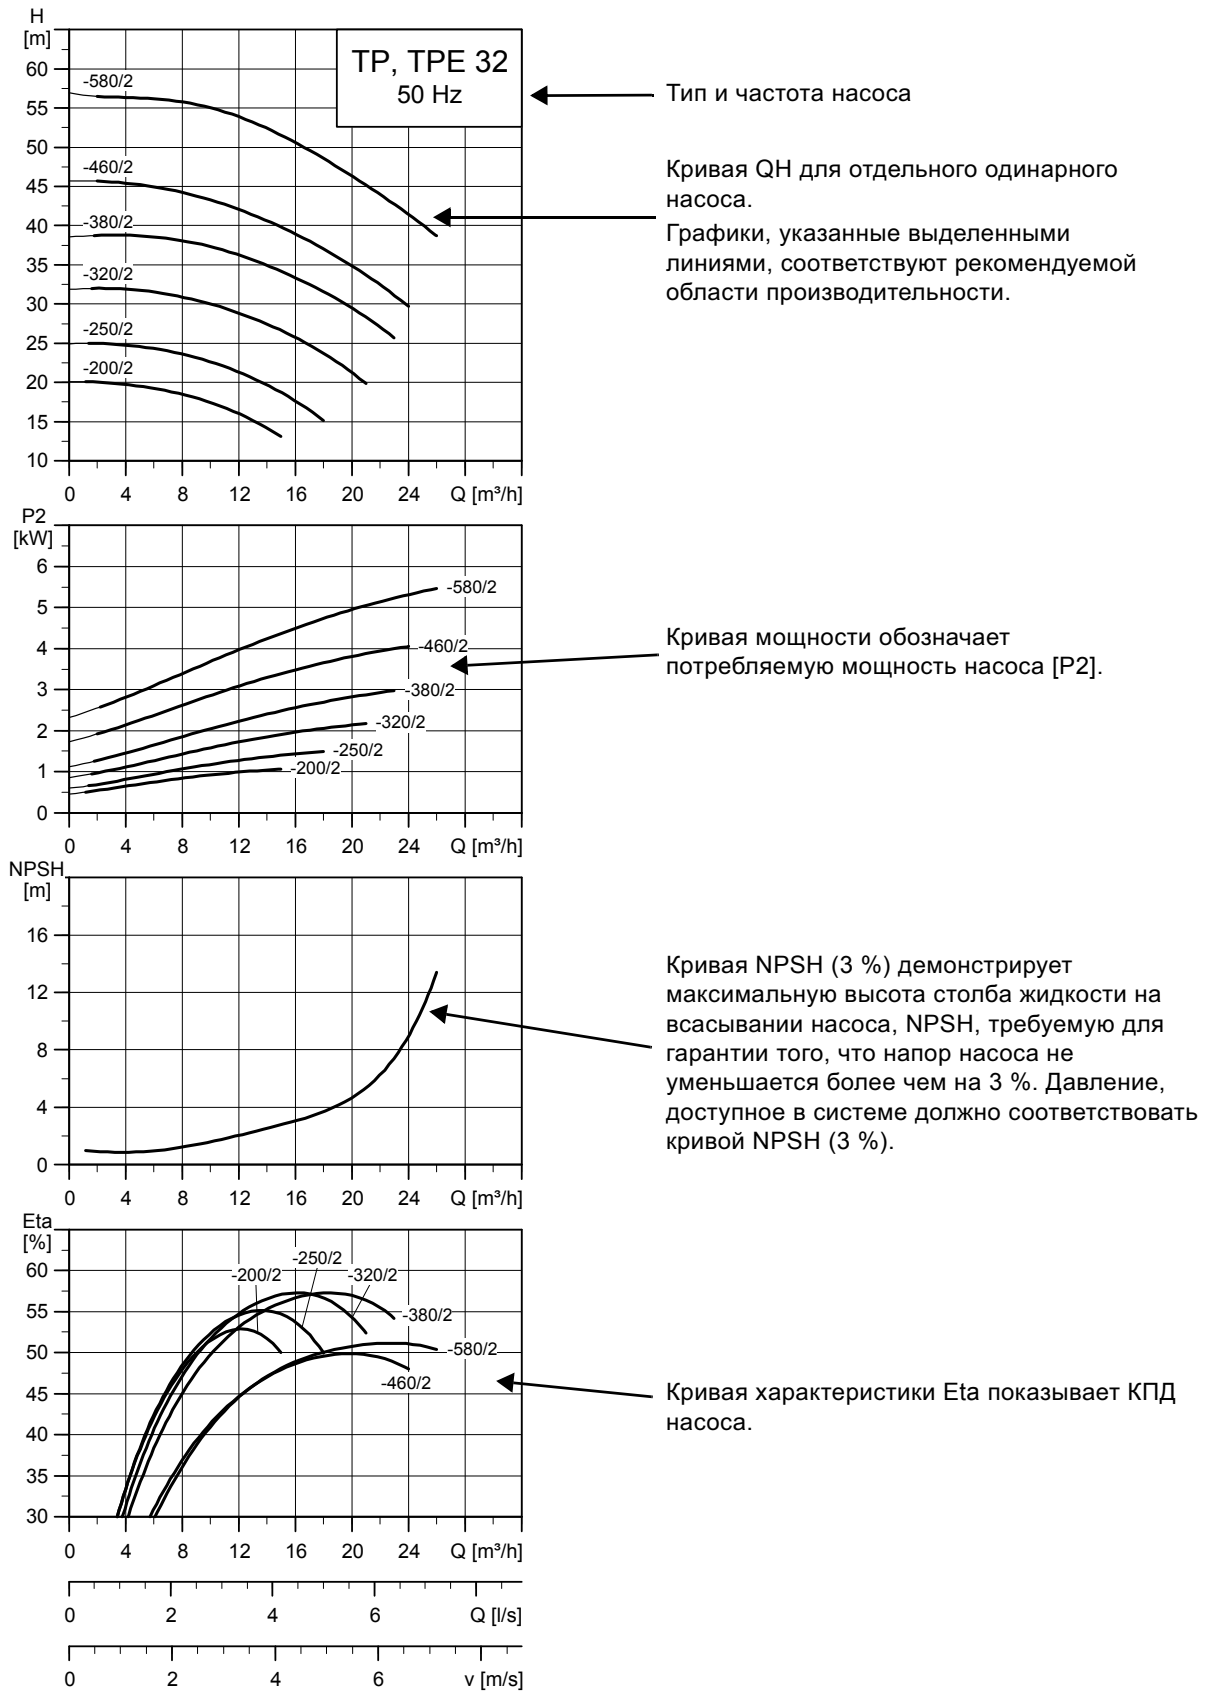 H
[m]
TP, TPE 32
50 Hz
60
55
50
45
40
35
30
25
20
15
10
-580/2
-460/2
-380/2
-320/2
-250/2
-200/2
0 4 8 12 16 20 24 Q [m³/h]
Тип и частота насоса
Кривая QH для отдельного одинарного
насоса.
Графики, указанные выделенными
линиями, соответствуют рекомендуемой
области производительности.
P2
[kW]
6
5
4
3
2
1
0
-580/2
-460/2
-380/2
-320/2
-250/2
-200/2
0 4 8 12 16 20 24 Q [m³/h]
Кривая мощности обозначает
потребляемую мощность насоса [P2].
NPSH
[m]
16
12
8
4
0
0 4 8 12 16 20 24 Q [m³/h]
Кривая NPSH (3 %) демонстрирует
максимальную высота столба жидкости на
всасывании насоса, NPSH, требуемую для
гарантии того, что напор насоса не
уменьшается более чем на 3 %. Давление,
доступное в системе должно соответствовать
кривой NPSH (3 %).
Eta
[%]
60
55
50
45
40
35
30
-250/2
-200/2
-320/2
-380/2
-580/2
-460/2
0 4 8 12 16 20 24 Q [m³/h]
Кривая характеристики Eta показывает КПД
насоса.
0 2 4 6 Q [l/s]
0 2 4 6 v [m/s]